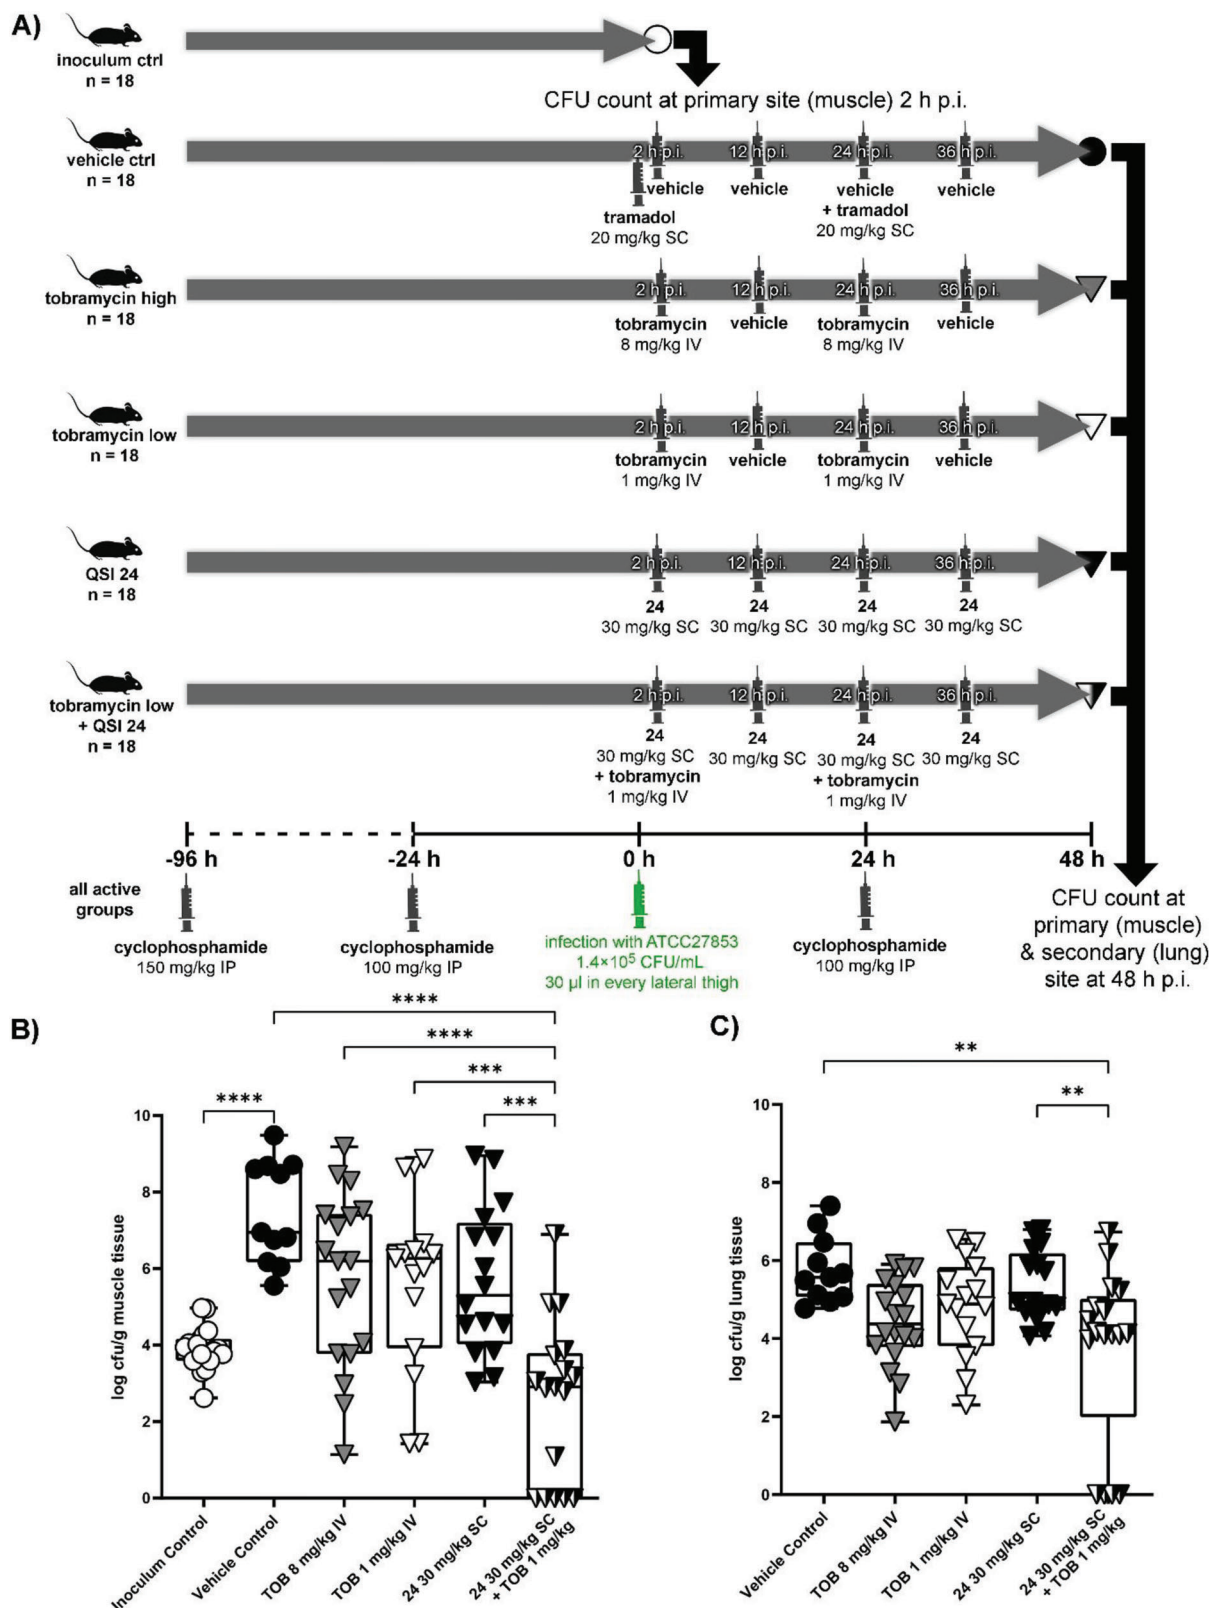 A)
inoculum ctrl
n = 18
CFU count at primary site (muscle) 2 h p.i.
vehicle ctrl
n = 18
2 h p.i. 12 h p.i. 24 h p.i. 36 h p.i.
vehicle vehicle vehicle vehicle
+ tramadol
20 mg/kg SC
tramadol
20 mg/kg SC
tobramycin high
n = 18
2 h p.i. 12 h p.i. 24 h p.i. 36 h p.i.
tobramycin vehicle tobramycin vehicle
8 mg/kg IV 8 mg/kg IV
tobramycin low
n = 18
2 h p.i. 12 h p.i. 24 h p.i. 36 h p.i.
tobramycin vehicle tobramycin vehicle
1 mg/kg IV 1 mg/kg IV
QSI 24
n = 18
2 h p.i. 12 h p.i. 24 h p.i. 36 h p.i.
24 24 24 24
30 mg/kg SC 30 mg/kg SC 30 mg/kg SC 30 mg/kg SC
tobramycin low
+ QSI 24
n = 18
2 h p.i. 12 h p.i. 24 h p.i. 36 h p.i.
24 24 24 24
30 mg/kg SC 30 mg/kg SC 30 mg/kg SC 30 mg/kg SC
+ tobramycin + tobramycin
1 mg/kg IV 1 mg/kg IV
-96 h -24 h 0 h 24 h 48 h
all active
groups
cyclophosphamide
150 mg/kg IP
cyclophosphamide
100 mg/kg IP
infection with ATCC27853
1.4×10⁵ CFU/mL
30 µl in every lateral thigh
cyclophosphamide
100 mg/kg IP
CFU count at
primary (muscle)
& secondary (lung)
site at 48 h p.i.
B)
****
****
***
***
****
log cfu/g muscle tissue
10
8
6
4
2
0
Inoculum Control
Vehicle Control
TOB 8 mg/kg IV
TOB 1 mg/kg IV
24 30 mg/kg SC
24 30 mg/kg SC
+ TOB 1 mg/kg
C)
**
**
log cfu/g lung tissue
10
8
6
4
2
0
Vehicle Control
TOB 8 mg/kg IV
TOB 1 mg/kg IV
24 30 mg/kg SC
24 30 mg/kg SC
+ TOB 1 mg/kg